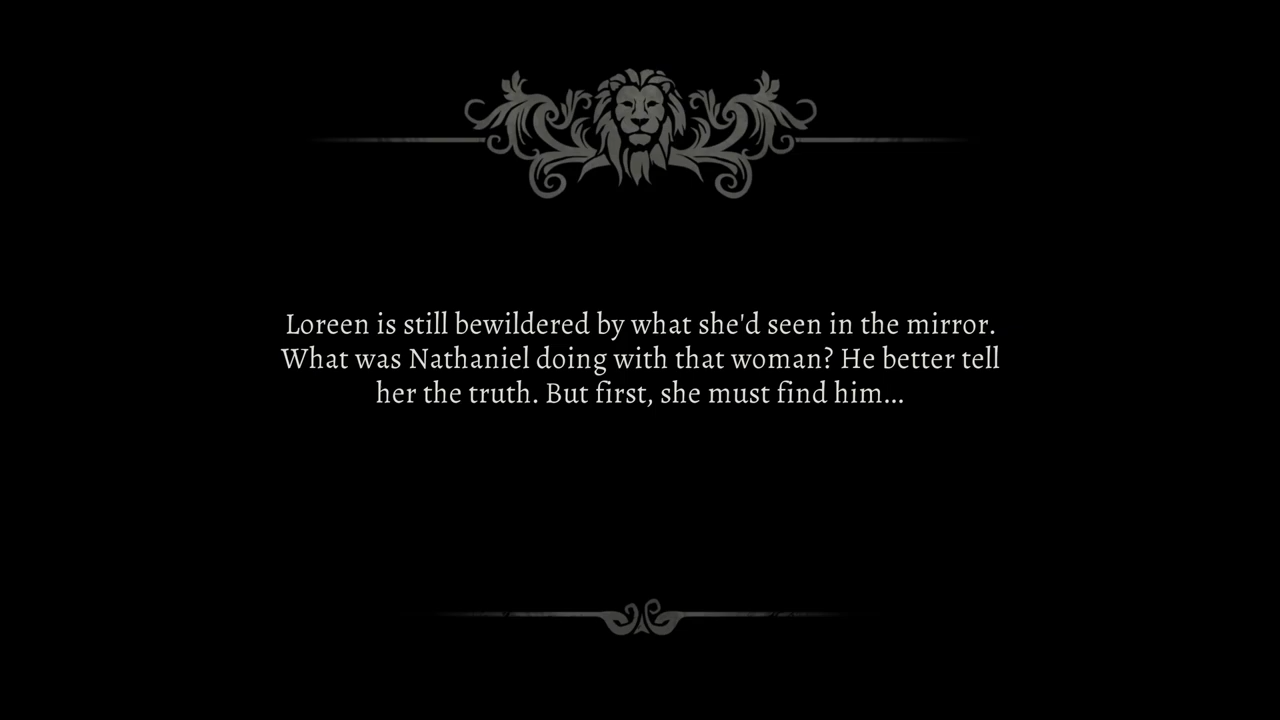 Loreen is still bewildered by what she'd seen in the mirror.
What was Nathaniel doing with that woman? He better tell
her the truth. But first, she must find him...